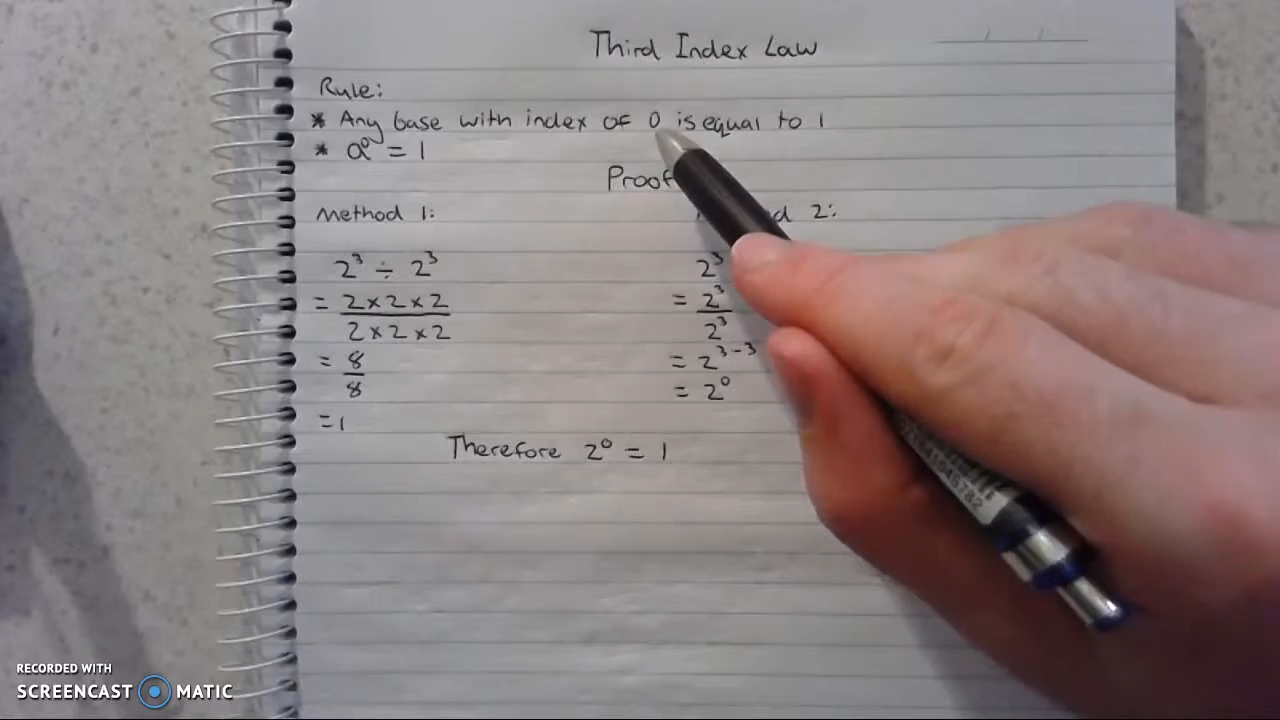 Third Index Law
Rule:
* Any base with index of 0 is equal to 1
* a⁰ = 1
Proof
Method 1:
2³ ÷ 2³
= 2 × 2 × 2
2 × 2 × 2
= 8
8
= 1
2:
2³
= 2³
2³
= 2³⁻³
= 2⁰
Therefore 2⁰ = 1
RECORDED WITH
SCREENCAST MATIC